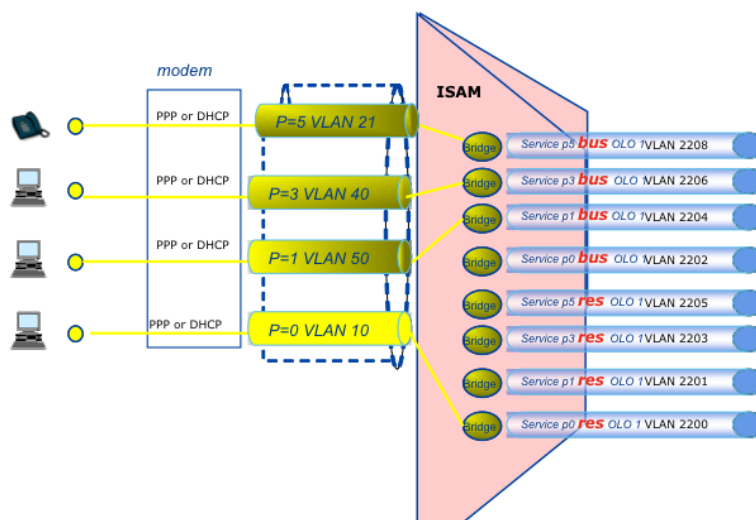 modem
ISAM
PPP or DHCP
P=5 VLAN 21
Bridge
Service p5 bus OLO 1 VLAN 2208
PPP or DHCP
P=3 VLAN 40
Bridge
Service p3 bus OLO 1 VLAN 2206
Bridge
Service p1 bus OLO 1 VLAN 2204
PPP or DHCP
P=1 VLAN 50
Bridge
Service p0 bus OLO 1 VLAN 2202
Bridge
Service p5 res OLO 1 VLAN 2205
PPP or DHCP
P=0 VLAN 10
Bridge
Service p3 res OLO 1 VLAN 2203
Bridge
Service p1 res OLO 1 VLAN 2201
Bridge
Service p0 res OLO 1 VLAN 2200